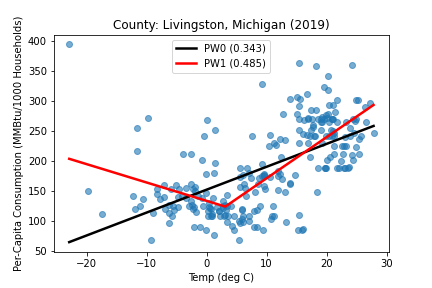 County: Livingston, Michigan (2019)
PW0 (0.343)
PW1 (0.485)
Per-Capita Consumption (MMBtu/1000 Households)
400
350
300
250
200
150
100
50
−20 −10 0 10 20 30
Temp (deg C)